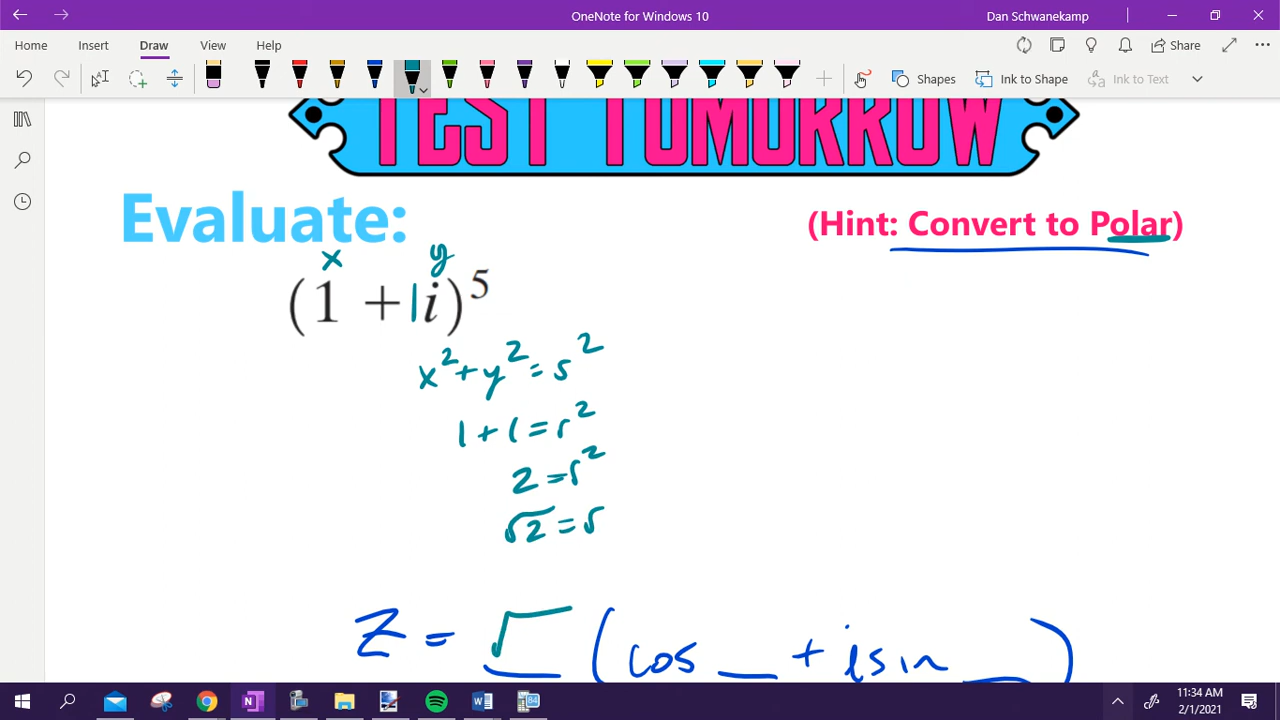 OneNote for Windows 10
Dan Schwanekamp
Home Insert Draw View Help
Share
Shapes Ink to Shape Ink to Text
TEST TOMORROW
Evaluate:
(Hint: Convert to Polar)
x y
(1 + 1i)^5
x^2 + y^2 = r^2
1 + 1 = r^2
2 = r^2
√2 = r
Z = √ (cos __ + i sin __)
11:34 AM
2/1/2021